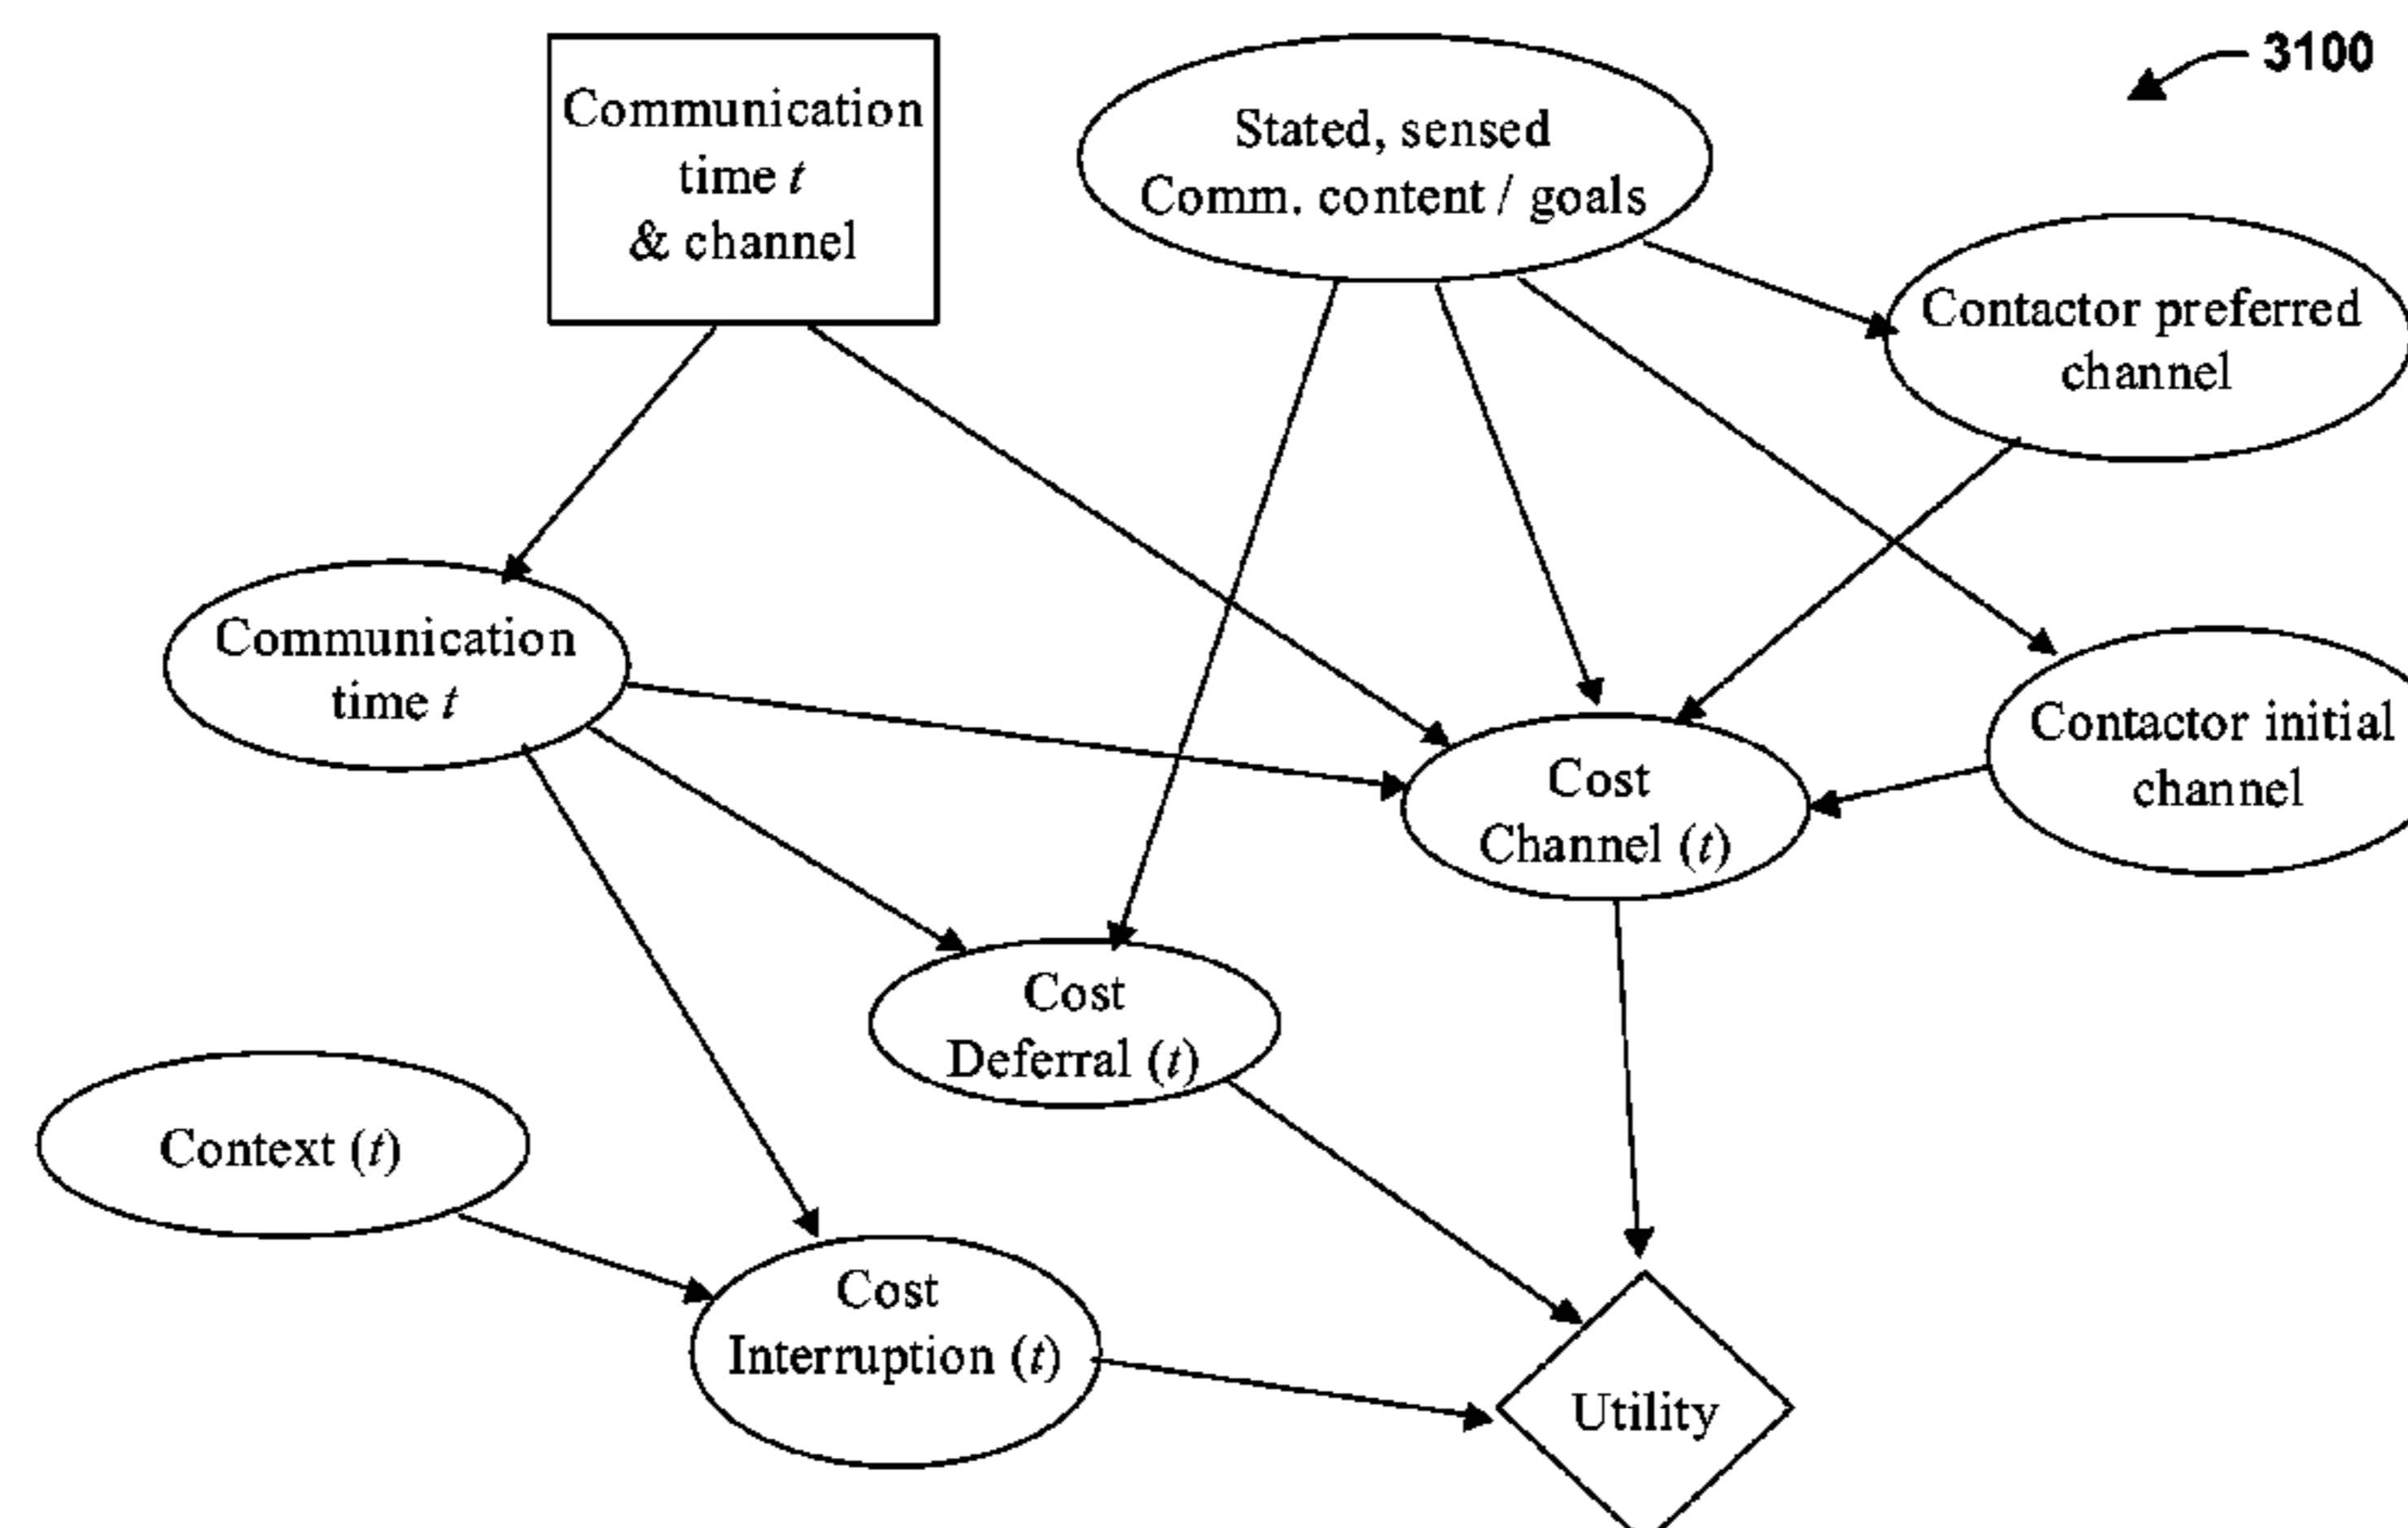 3100
Communication
time t
& channel
Stated, sensed
Comm. content / goals
Contactor preferred
channel
Communication
time t
Contactor initial
channel
Cost
Channel (t)
Cost
Deferral (t)
Context (t)
Cost
Interruption (t)
Utility